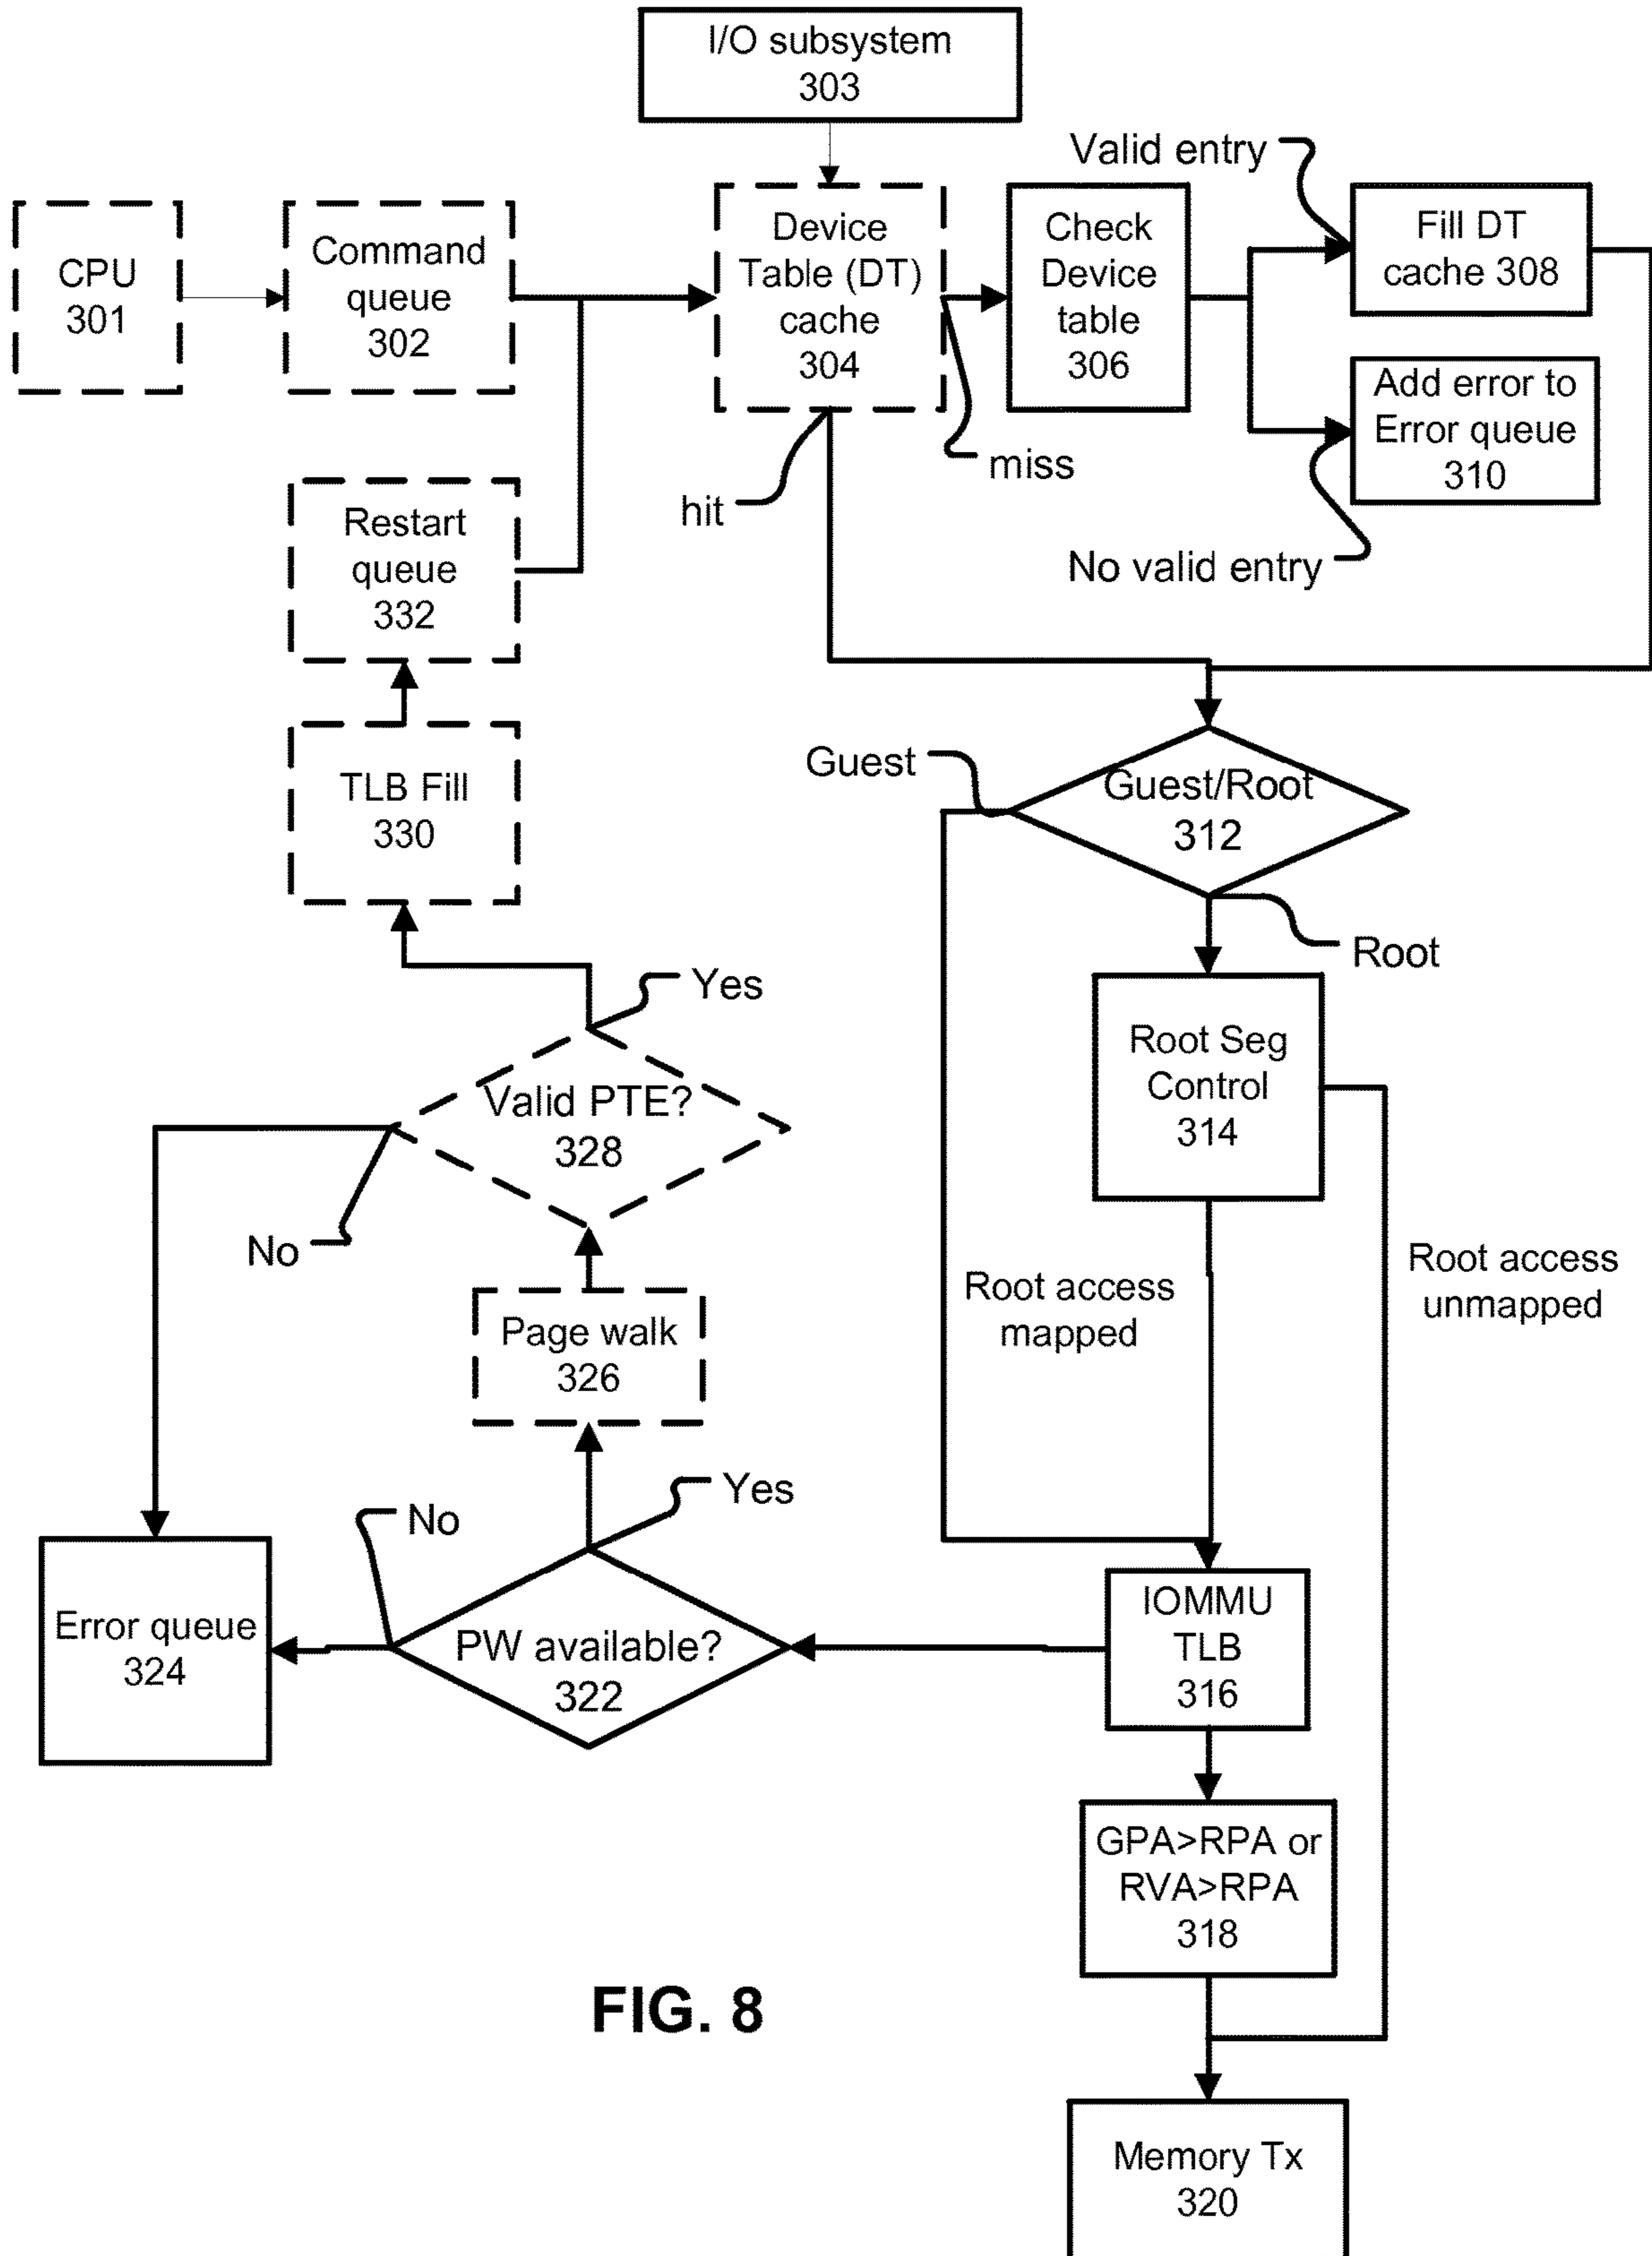 I/O subsystem
303
Valid entry
CPU
301
Command
queue
302
Device
Table (DT)
cache
304
Check
Device
table
306
Fill DT
cache 308
Add error to
Error queue
310
miss
hit
No valid entry
Restart
queue
332
TLB Fill
330
Guest
Guest/Root
312
Root
Yes
Root Seg
Control
314
Valid PTE?
328
No
Root access
mapped
Root access
unmapped
Page walk
326
Yes
No
Error queue
324
PW available?
322
IOMMU
TLB
316
GPA>RPA or
RVA>RPA
318
FIG. 8
Memory Tx
320